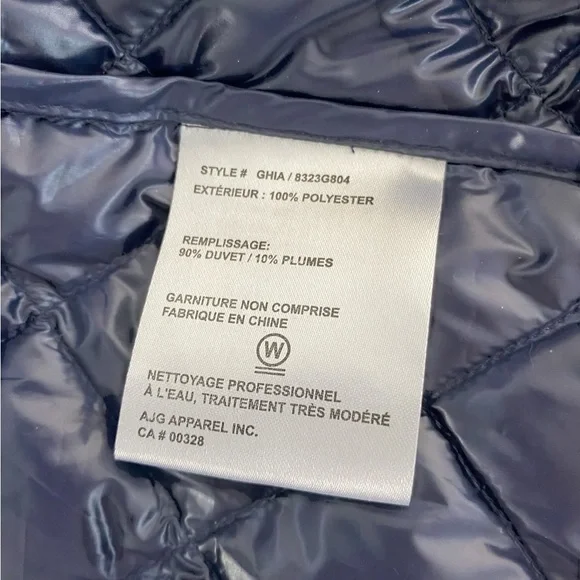 STYLE # GHIA / 8323G804
EXTÉRIEUR : 100% POLYESTER
REMPLISSAGE:
90% DUVET / 10% PLUMES
GARNITURE NON COMPRISE
FABRIQUE EN CHINE
W
NETTOYAGE PROFESSIONNEL
À L'EAU, TRAITEMENT TRÈS MODÉRÉ
AJG APPAREL INC.
CA # 00328